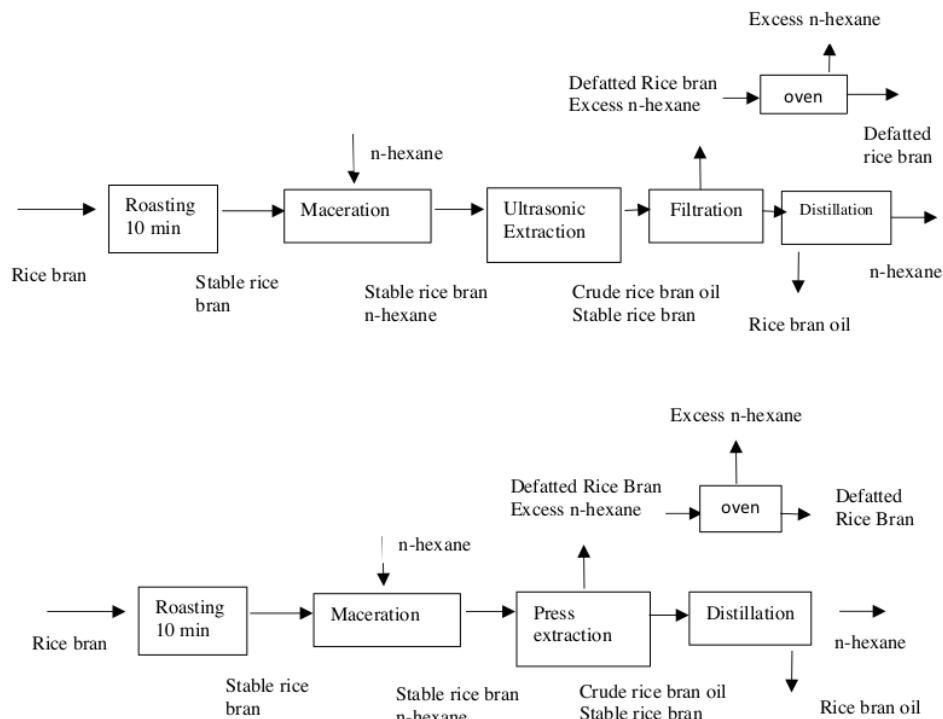 Excess n-hexane
Defatted Rice bran
Excess n-hexane
oven
Defatted
rice bran
n-hexane
Roasting
10 min
Maceration
Ultrasonic
Extraction
Filtration
Distillation
Rice bran
Stable rice
bran
Stable rice bran
n-hexane
Crude rice bran oil
Stable rice bran
n-hexane
Rice bran oil
Excess n-hexane
Defatted Rice Bran
Excess n-hexane
oven
Defatted
Rice Bran
n-hexane
Roasting
10 min
Maceration
Press
extraction
Distillation
Rice bran
n-hexane
Stable rice
bran
Stable rice bran
n-hexane
Crude rice bran oil
Stable rice bran
Rice bran oil